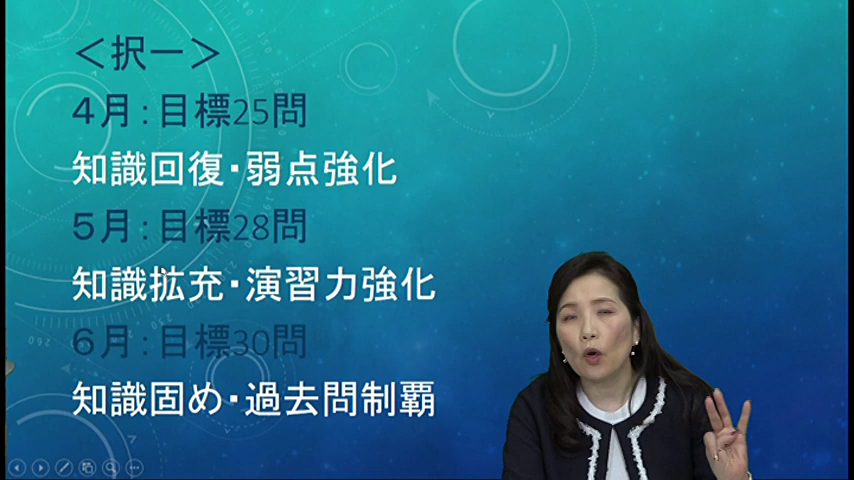 ＜択一＞
４月：目標25問
知識回復・弱点強化
５月：目標28問
知識拡充・演習力強化
６月：目標30問
知識固め・過去問制覇